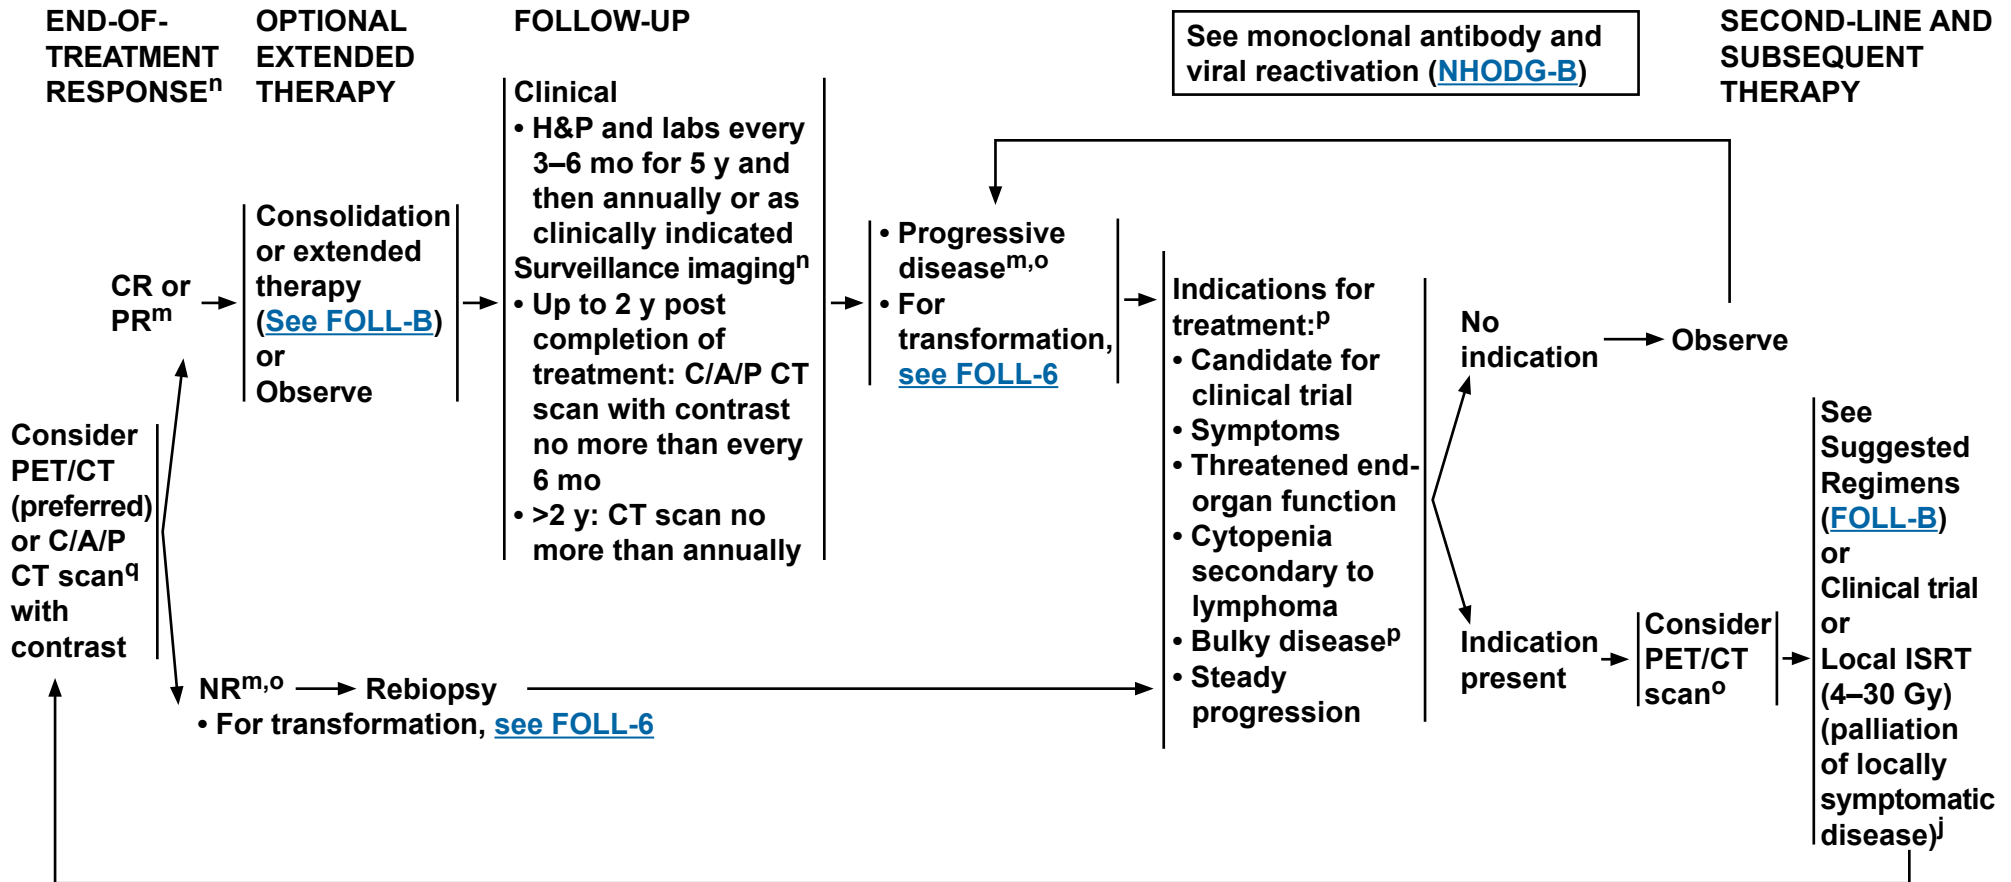 END-OF-
TREATMENT
RESPONSEⁿ
OPTIONAL
EXTENDED
THERAPY
FOLLOW-UP
See monoclonal antibody and
viral reactivation (NHODG-B)
SECOND-LINE AND
SUBSEQUENT
THERAPY
Consider
PET/CT
(preferred)
or C/A/P
CT scan^q
with
contrast
CR or
PR^m
Consolidation
or extended
therapy
(See FOLL-B)
or
Observe
Clinical
• H&P and labs every
3–6 mo for 5 y and
then annually or as
clinically indicated
Surveillance imagingⁿ
• Up to 2 y post
completion of
treatment: C/A/P CT
scan with contrast
no more than every
6 mo
• >2 y: CT scan no
more than annually
• Progressive
disease^m,o
• For
transformation,
see FOLL-6
NR^m,o
Rebiopsy
• For transformation, see FOLL-6
Indications for
treatment:^p
• Candidate for
clinical trial
• Symptoms
• Threatened end-
organ function
• Cytopenia
secondary to
lymphoma
• Bulky disease^p
• Steady
progression
No
indication
Observe
Indication
present
Consider
PET/CT
scan^o
See
Suggested
Regimens
(FOLL-B)
or
Clinical trial
or
Local ISRT
(4–30 Gy)
(palliation
of locally
symptomatic
disease)^j